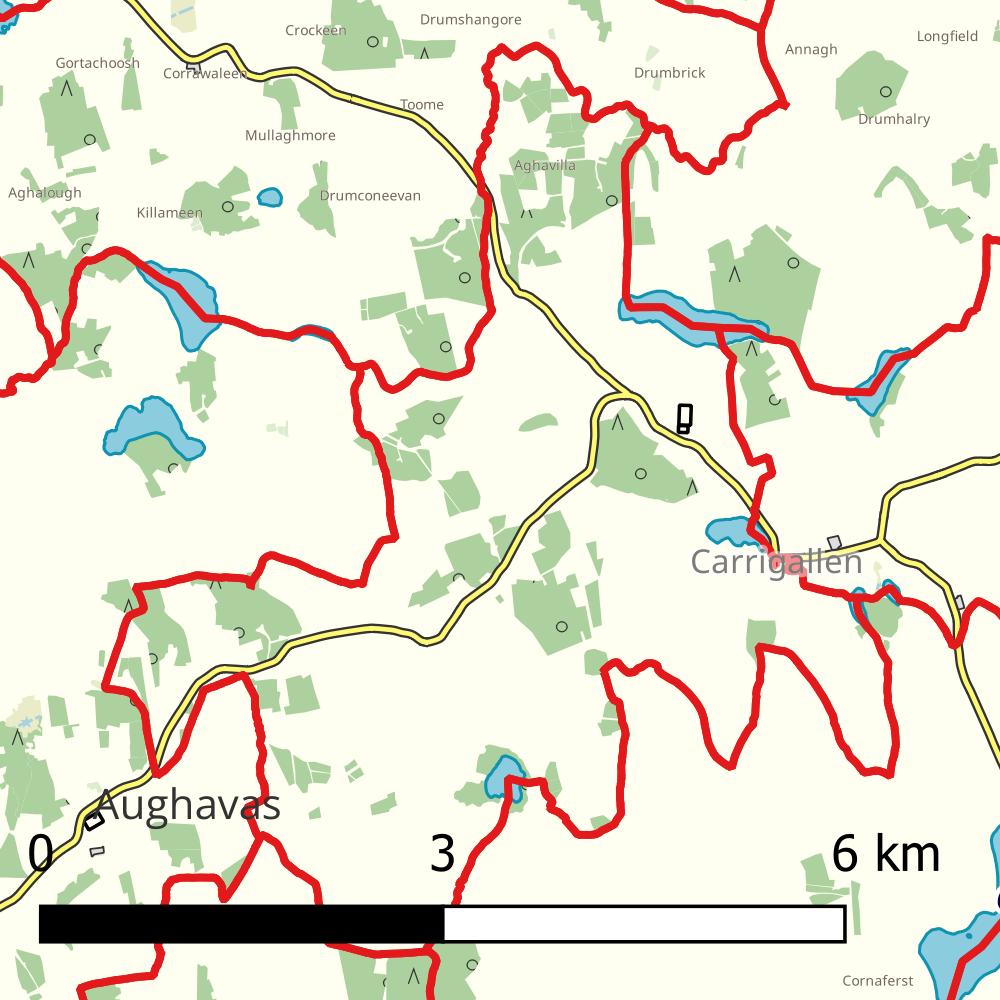 Drumshangore
Crockeen
Longfield
Annagh
Gortachoosh
Corrawaleen
Drumbrick
Toome
Drumhalry
Mullaghmore
Aghavilla
Aghalough
Drumconeevan
Killameen
Carrigallen
Aughavas
0 3 6 km
Cornaferst